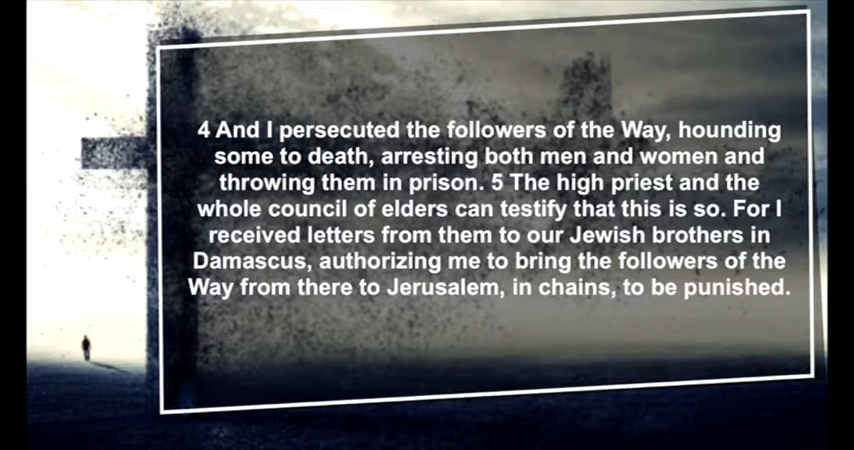 4 And I persecuted the followers of the Way, hounding
some to death, arresting both men and women and
throwing them in prison. 5 The high priest and the
whole council of elders can testify that this is so. For I
received letters from them to our Jewish brothers in
Damascus, authorizing me to bring the followers of the
Way from there to Jerusalem, in chains, to be punished.